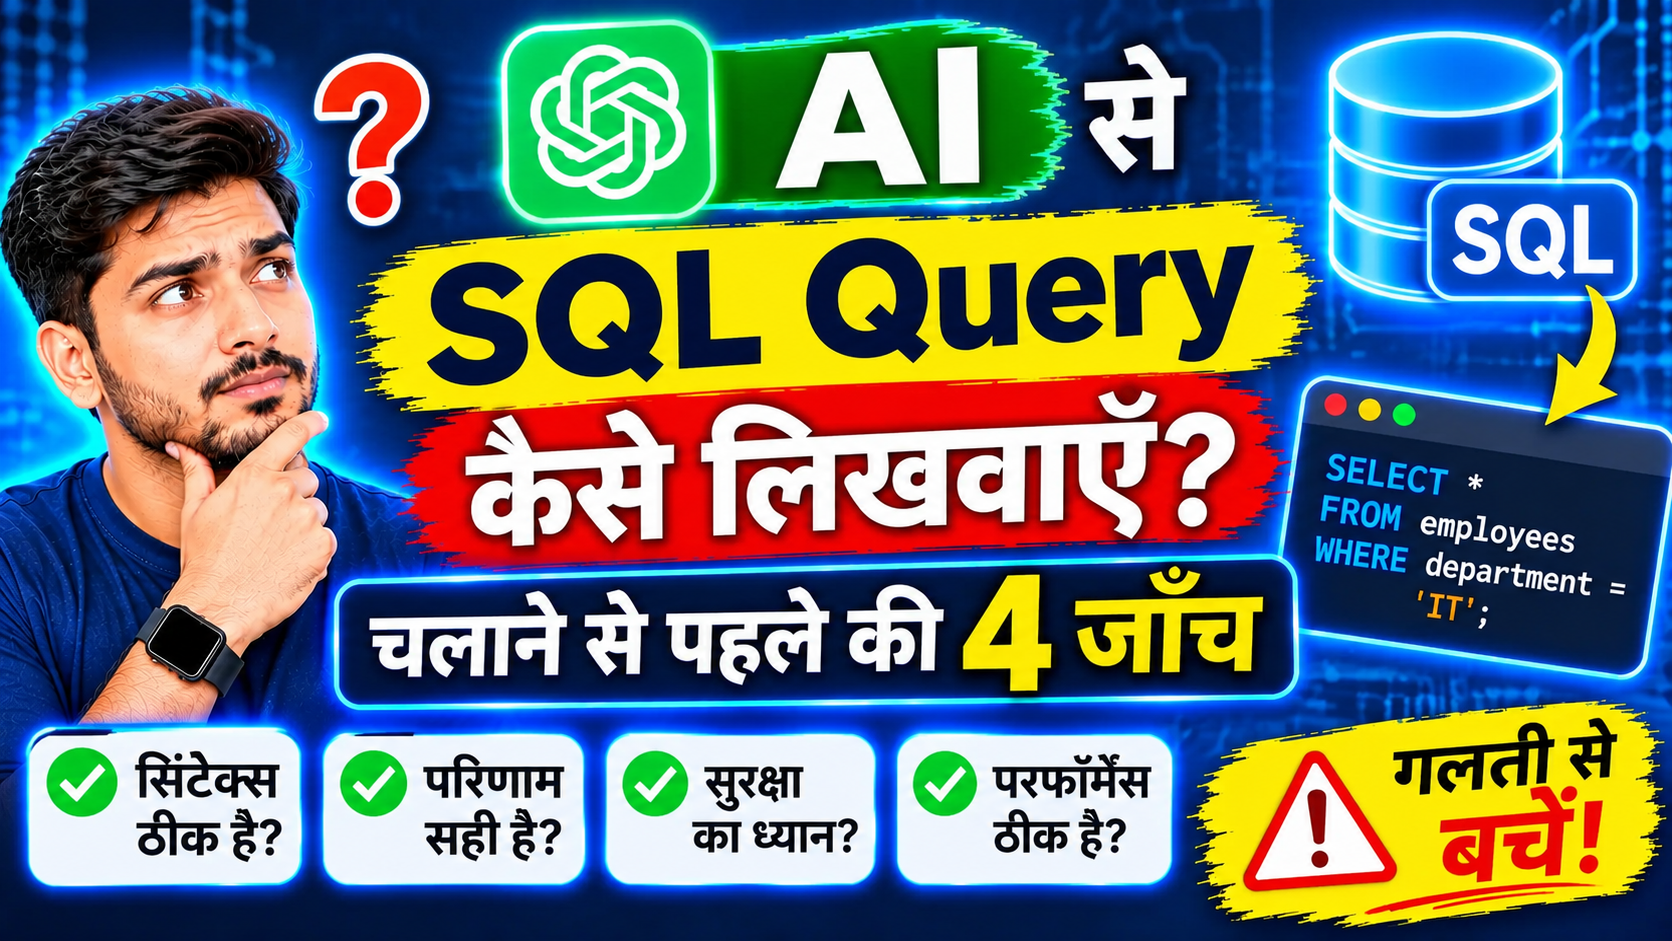 ?
AI से
SQL Query
कैसे लिखवाएँ?
चलाने से पहले की 4 जाँच
SQL
SELECT *
FROM employees
WHERE department =
'IT';
सिंटेक्स
ठीक है?
परिणाम
सही है?
सुरक्षा
का ध्यान?
परफॉर्मेंस
ठीक है?
!
गलती से
बचें!